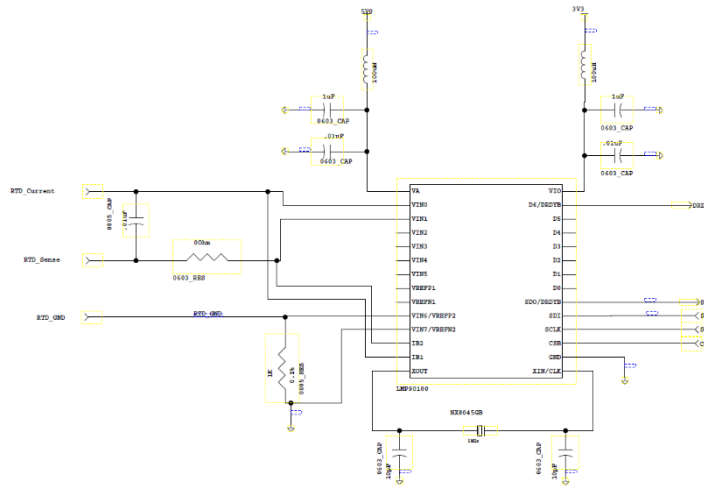 5V0
3V3
100uH
100uH
1uF
0603_CAP
1uF
0603_CAP
.01uF
0603_CAP
.01uF
0603_CAP
RTD_Current
0805_CAP
.01uF
RTD_Sense
00hm
0603_RES
RTD_GND
RTD_GND
1K
0.1%
0805_RES
VA
VIO
VIN0
D6/DRDYB
VIN1
D5
VIN2
D4
VIN3
D3
VIN4
D2
VIN5
D1
VREFP1
D0
VREFN1
SDO/DRDYB
VIN6/VREFP2
SDI
VIN7/VREFN2
SCLK
IB2
CSB
IB1
GND
XOUT
XIN/CLK
LMP90100
NX8045GB
0603_CAP
10pF
0603_CAP
10pF